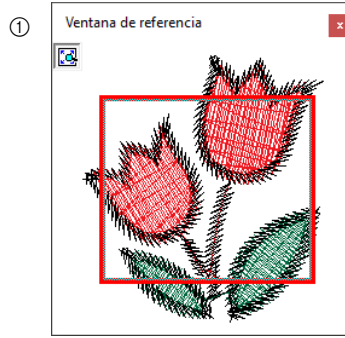 ① Ventana de referencia x